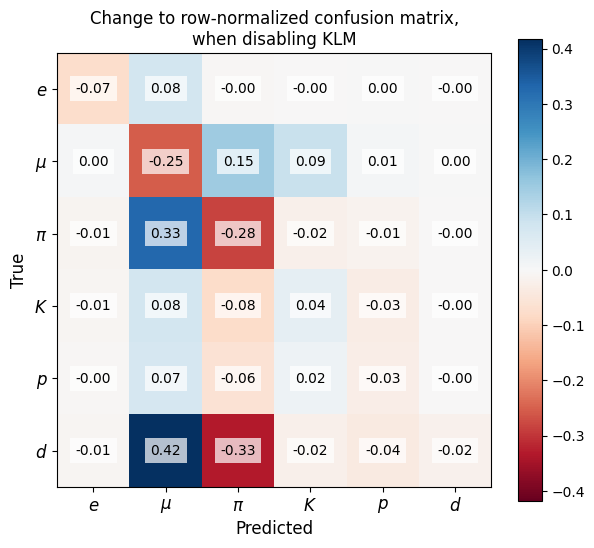 Change to row-normalized confusion matrix,
when disabling KLM
e -0.07 0.08 -0.00 -0.00 0.00 -0.00
μ 0.00 -0.25 0.15 0.09 0.01 0.00
π -0.01 0.33 -0.28 -0.02 -0.01 -0.00
K -0.01 0.08 -0.08 0.04 -0.03 -0.00
p -0.00 0.07 -0.06 0.02 -0.03 -0.00
d -0.01 0.42 -0.33 -0.02 -0.04 -0.02
e μ π K p d
Predicted
True
0.4
0.3
0.2
0.1
0.0
−0.1
−0.2
−0.3
−0.4